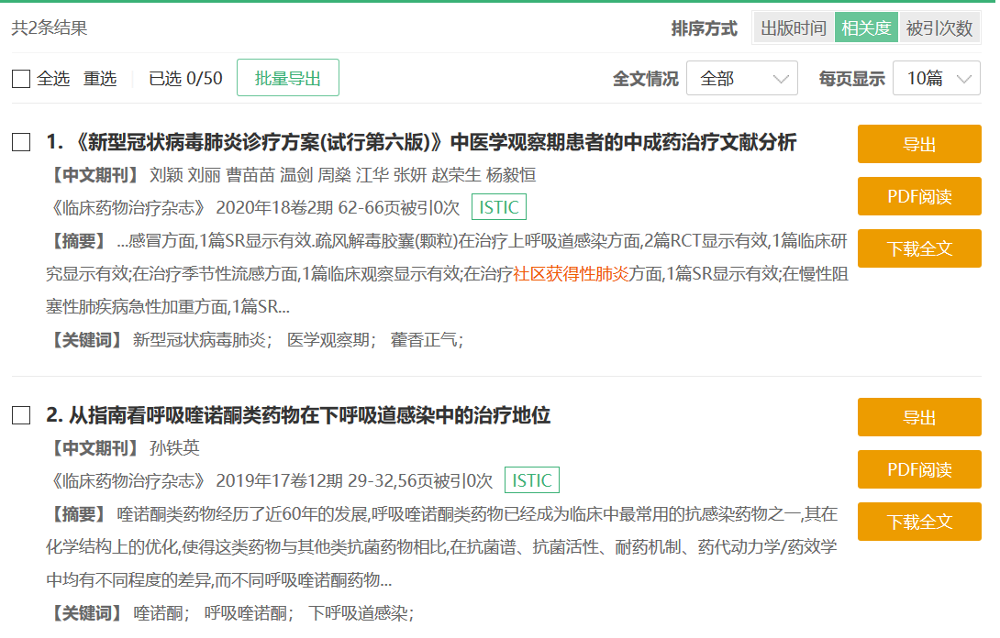 共2条结果 排序方式 出版时间 相关度 被引次数
全选 重选 已选 0/50 批量导出 全文情况 全部 每页显示 10篇
1. 《新型冠状病毒肺炎诊疗方案(试行第六版)》中医学观察期患者的中成药治疗文献分析 导出
【中文期刊】 刘颖 刘丽 曹苗苗 温剑 周燊 江华 张妍 赵荣生 杨毅恒
《临床药物治疗杂志》 2020年18卷2期 62-66页被引0次 ISTIC PDF阅读
【摘要】 ...感冒方面,1篇SR显示有效.疏风解毒胶囊(颗粒)在治疗上呼吸道感染方面,2篇RCT显示有效,1篇临床研 下载全文
究显示有效;在治疗季节性流感方面,1篇临床观察显示有效;在治疗社区获得性肺炎方面,1篇SR显示有效;在慢性阻
塞性肺疾病急性加重方面,1篇SR...
【关键词】 新型冠状病毒肺炎; 医学观察期; 藿香正气;
2. 从指南看呼吸喹诺酮类药物在下呼吸道感染中的治疗地位 导出
【中文期刊】 孙铁英
《临床药物治疗杂志》 2019年17卷12期 29-32,56页被引0次 ISTIC PDF阅读
【摘要】 喹诺酮类药物经历了近60年的发展,呼吸喹诺酮类药物已经成为临床中最常用的抗感染药物之一,其在 下载全文
化学结构上的优化,使得这类药物与其他类抗菌药物相比,在抗菌谱、抗菌活性、耐药机制、药代动力学/药效学
中均有不同程度的差异,而不同呼吸喹诺酮药物...
【关键词】 喹诺酮; 呼吸喹诺酮; 下呼吸道感染;